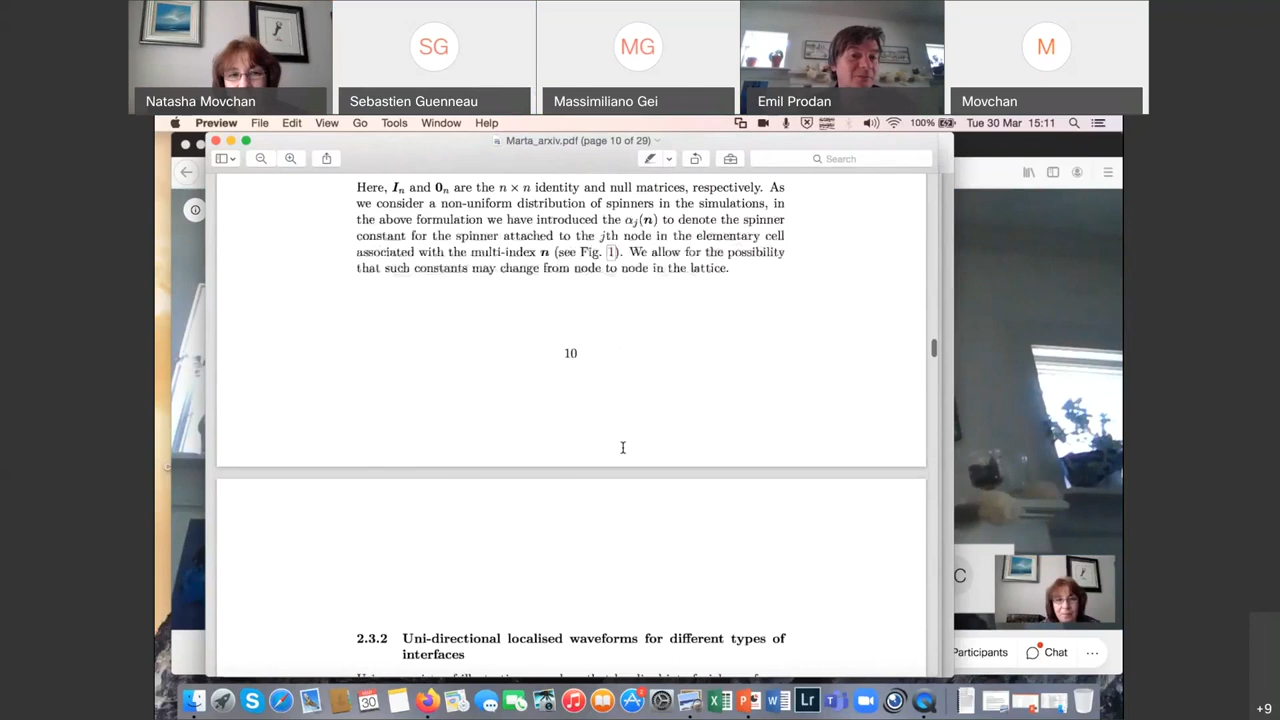 SG
MG
M
Natasha Movchan
Sebastien Guenneau
Massimiliano Gei
Emil Prodan
Movchan
Preview File Edit View Go Tools Window Help
100% Tue 30 Mar 15:11
Marta_arxiv.pdf (page 10 of 29)
Search
Here, Iₙ and 0ₙ are the n × n identity and null matrices, respectively. As
we consider a non-uniform distribution of spinners in the simulations, in
the above formulation we have introduced the αⱼ(n) to denote the spinner
constant for the spinner attached to the jth node in the elementary cell
associated with the multi-index n (see Fig. 1). We allow for the possibility
that such constants may change from node to node in the lattice.
10
2.3.2 Uni-directional localised waveforms for different types of
interfaces
C
Participants
Chat
30
Lr
+9